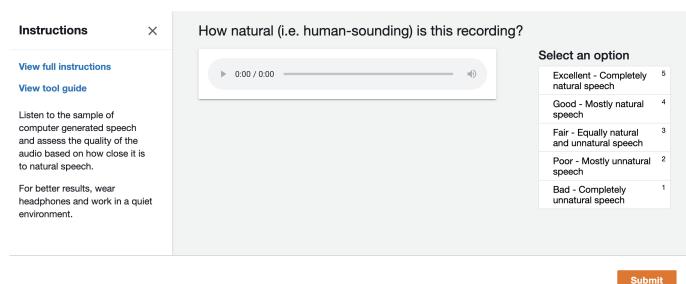 Instructions
View full instructions
View tool guide
Listen to the sample of
computer generated speech
and assess the quality of the
audio based on how close it is
to natural speech.
For better results, wear
headphones and work in a quiet
environment.
How natural (i.e. human-sounding) is this recording?
0:00 / 0:00
Select an option
Excellent - Completely 5
natural speech
Good - Mostly natural 4
speech
Fair - Equally natural 3
and unnatural speech
Poor - Mostly unnatural 2
speech
Bad - Completely 1
unnatural speech
Submit